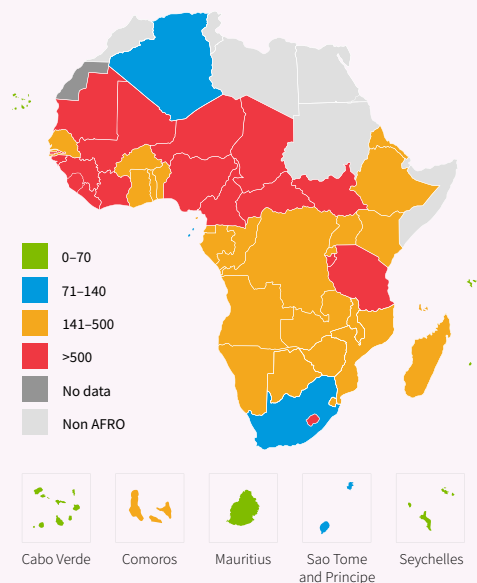 0–70
71–140
141–500
>500
No data
Non AFRO
Cabo Verde
Comoros
Mauritius
Sao Tome
and Principe
Seychelles